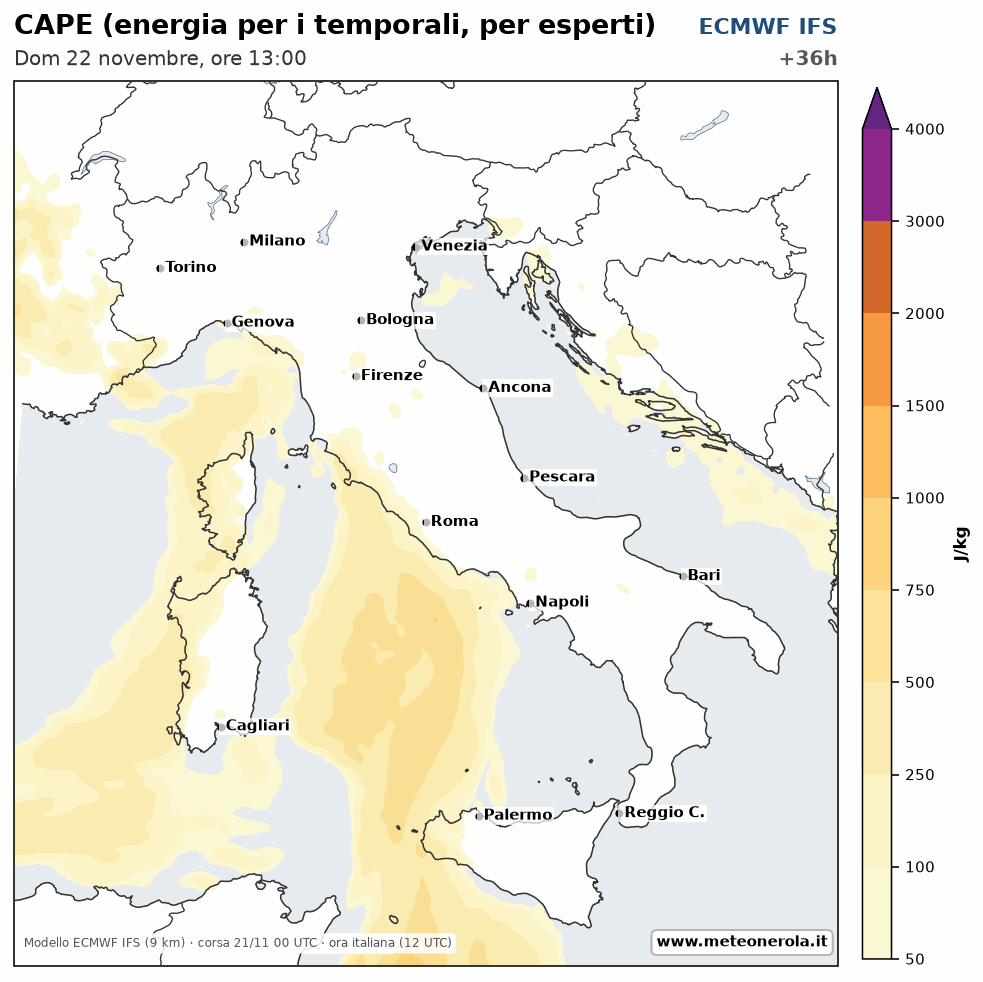 CAPE (energia per i temporali, per esperti)
ECMWF IFS
Dom 22 novembre, ore 13:00
+36h
Milano
Venezia
Torino
Genova
Bologna
Firenze
Ancona
Pescara
Roma
Bari
Napoli
Cagliari
Palermo
Reggio C.
4000
3000
2000
1500
1000
750
500
250
100
50
J/kg
Modello ECMWF IFS (9 km) · corsa 21/11 00 UTC · ora italiana (12 UTC)
www.meteonerola.it